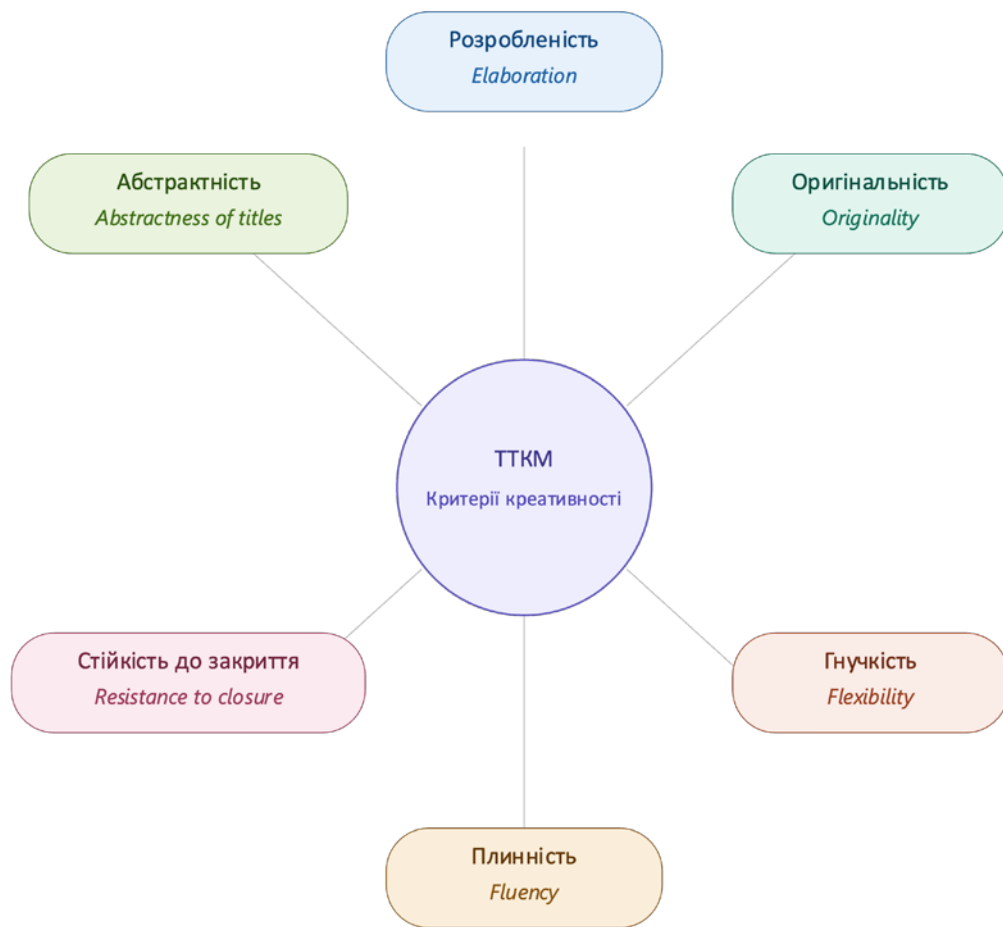 Розробленість
Elaboration
Абстрактність
Abstractness of titles
Оригінальність
Originality
ТТКМ
Критерії креативності
Стійкість до закриття
Resistance to closure
Гнучкість
Flexibility
Плинність
Fluency